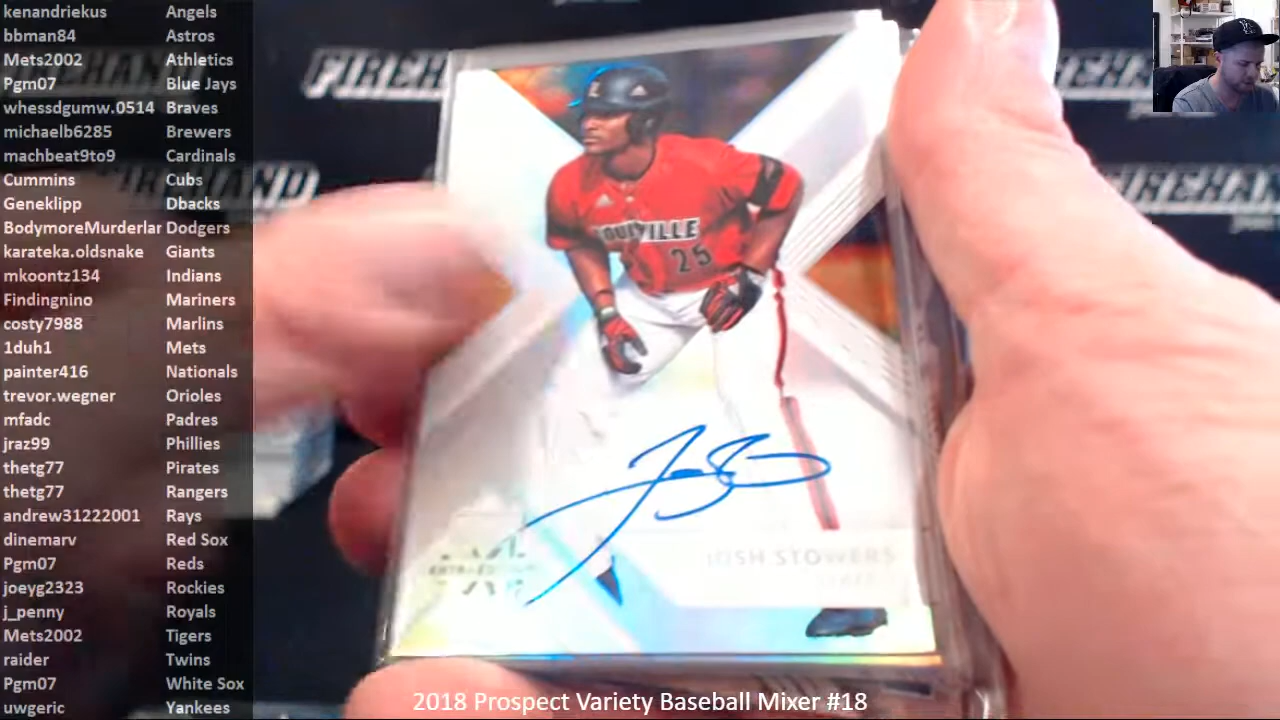 kenandriekus Angels
bbman84 Astros
Mets2002 Athletics
Pgm07 Blue Jays
whessdgumw.0514 Braves
michaelb6285 Brewers
machbeat9to9 Cardinals
Cummins Cubs
Geneklipp Dbacks
BodymoreMurderlar Dodgers
karateka.oldsnake Giants
mkoontz134 Indians
Findingnino Mariners
costy7988 Marlins
1duh1 Mets
painter416 Nationals
trevor.wegner Orioles
mfadc Padres
jraz99 Phillies
thetg77 Pirates
thetg77 Rangers
andrew31222001 Rays
dinemarv Red Sox
Pgm07 Reds
joeyg2323 Rockies
j_penny Royals
Mets2002 Tigers
raider Twins
Pgm07 White Sox
uwgeric Yankees
FIREHAND
LOUISVILLE
25
JOSH STOWERS
2018 Prospect Variety Baseball Mixer #18